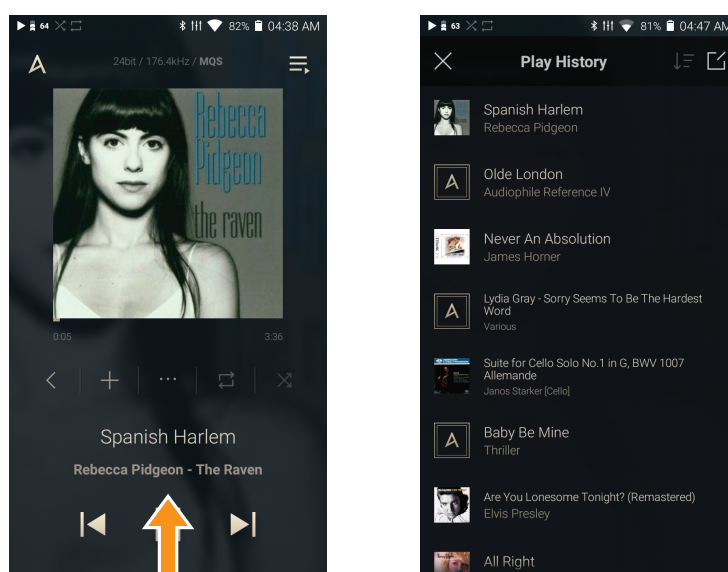 64
82%
04:38 AM
24bit / 176.4kHz / MQS
Rebecca
Pidgeon
the raven
0:05
3:36
Spanish Harlem
Rebecca Pidgeon - The Raven
63
81%
04:47 AM
Play History
Spanish Harlem
Rebecca Pidgeon
Olde London
Audiophile Reference IV
Never An Absolution
James Horner
Lydia Gray - Sorry Seems To Be The Hardest
Word
Various
Suite for Cello Solo No.1 in G, BWV 1007
Allemande
Janos Starker [Cello]
Baby Be Mine
Thriller
Are You Lonesome Tonight? (Remastered)
Elvis Presley
All Right